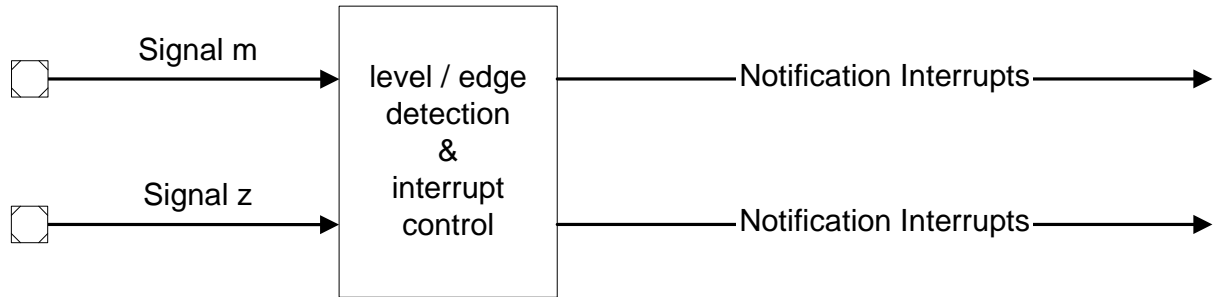 Signal m
level / edge
detection
&
interrupt
control
Notification Interrupts
Signal z
Notification Interrupts